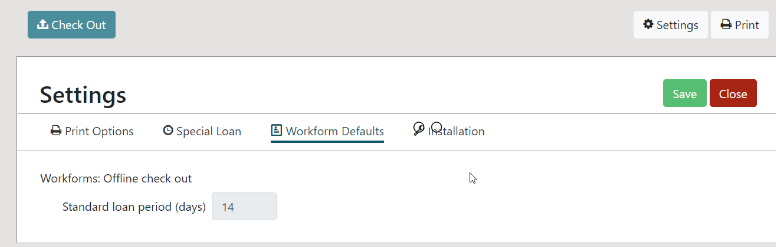 Check Out
Settings Print
Settings
Save Close
Print Options Special Loan Workform Defaults Installation
Workforms: Offline check out
Standard loan period (days) 14